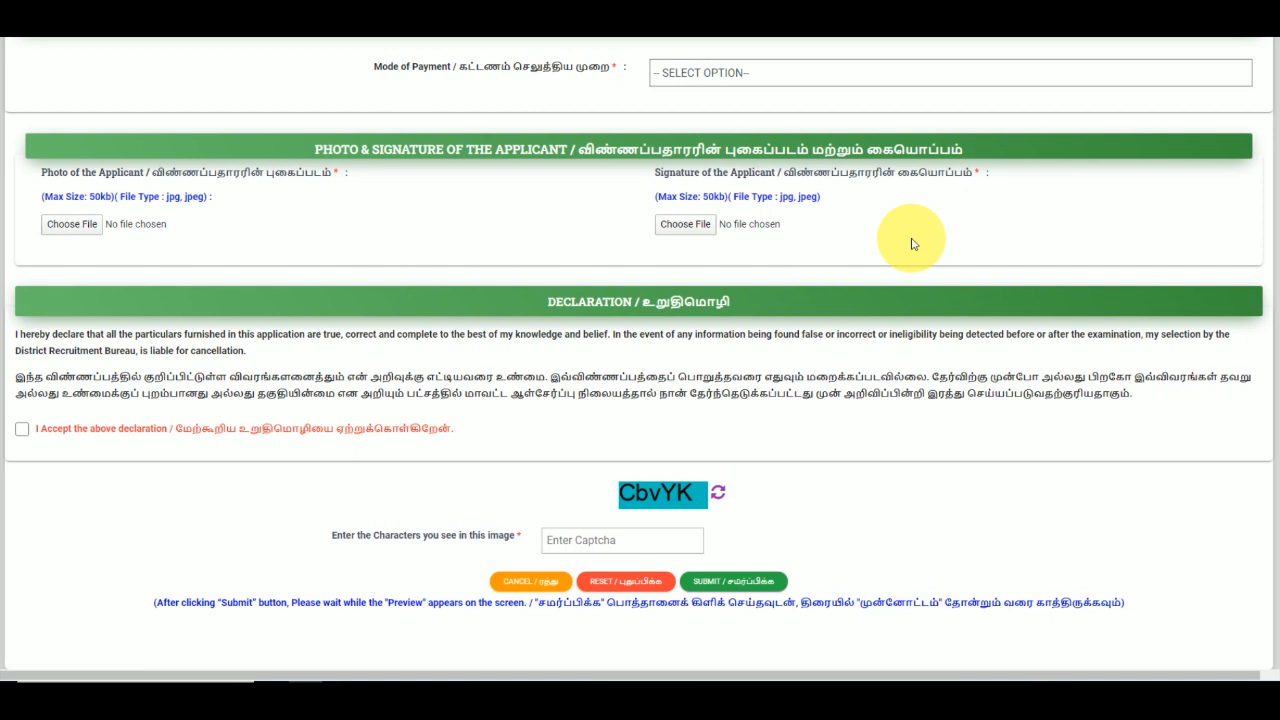 Mode of Payment / கட்டணம் செலுத்திய முறை * :
-- SELECT OPTION--
PHOTO & SIGNATURE OF THE APPLICANT / விண்ணப்பதாரரின் புகைப்படம் மற்றும் கையொப்பம்
Photo of the Applicant / விண்ணப்பதாரரின் புகைப்படம் * :
(Max Size: 50kb)( File Type : jpg, jpeg) :
Choose File No file chosen
Signature of the Applicant / விண்ணப்பதாரரின் கையொப்பம் * :
(Max Size: 50kb)( File Type : jpg, jpeg)
Choose File No file chosen
DECLARATION / உறுதிமொழி
I hereby declare that all the particulars furnished in this application are true, correct and complete to the best of my knowledge and belief. In the event of any information being found false or incorrect or ineligibility being detected before or after the examination, my selection by the
District Recruitment Bureau, is liable for cancellation.
இந்த விண்ணப்பத்தில் குறிப்பிட்டுள்ள விவரங்களனைத்தும் என் அறிவுக்கு எட்டியவரை உண்மை. இவ்விண்ணப்பத்தைப் பொறுத்தவரை எதுவும் மறைக்கப்படவில்லை. தேர்விற்கு முன்போ அல்லது பிறகோ இவ்விவரங்கள் தவறு
அல்லது உண்மைக்குப் புறம்பானது அல்லது தகுதியின்மை என அறியும் பட்சத்தில் மாவட்ட ஆள்சேர்ப்பு நிலையத்தால் நான் தேர்ந்தெடுக்கப்பட்டது முன் அறிவிப்பின்றி இரத்து செய்யப்படுவதற்குரியதாகும்.
I Accept the above declaration / மேற்கூறிய உறுதிமொழியை ஏற்றுக்கொள்கிறேன்.
CbvYK
Enter the Characters you see in this image *
Enter Captcha
CANCEL / ரத்து RESET / புதுப்பிக்க SUBMIT / சமர்ப்பிக்க
(After clicking “Submit” button, Please wait while the "Preview" appears on the screen. / "சமர்ப்பிக்க" பொத்தானைக் கிளிக் செய்தவுடன், திரையில் "முன்னோட்டம்" தோன்றும் வரை காத்திருக்கவும்)